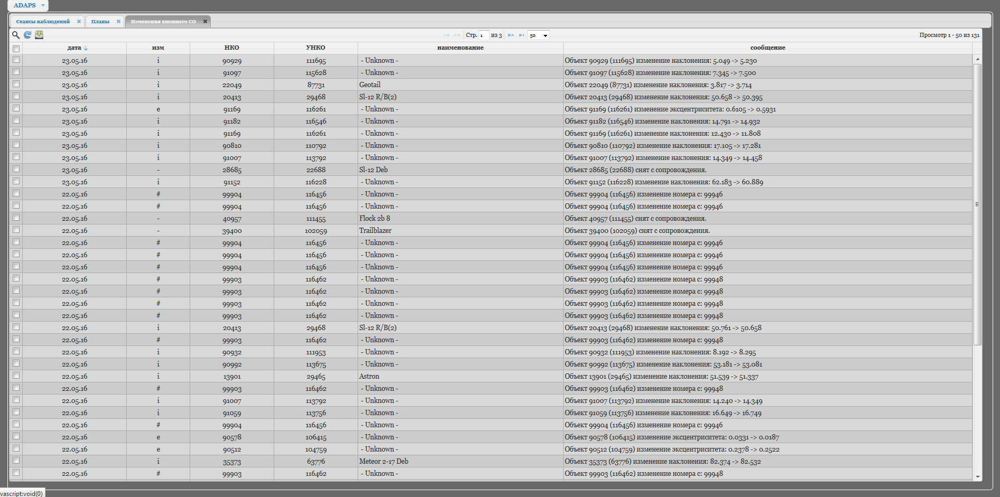 ADAPS
Сеансы наблюдений Планы Изменения внешнего СО
Стр. 1 из 3 50 Просмотр 1 - 50 из 131
дата изм НКО УНКО наименование сообщение
23.05.16 i 90929 111695 - Unknown - Объект 90929 (111695) изменение наклонения: 5.049 -> 5.230
23.05.16 i 91097 115628 - Unknown - Объект 91097 (115628) изменение наклонения: 7.345 -> 7.500
23.05.16 i 22049 87731 Geotail Объект 22049 (87731) изменение наклонения: 3.817 -> 3.714
23.05.16 i 20413 29468 Sl-12 R/B(2) Объект 20413 (29468) изменение наклонения: 50.658 -> 50.395
23.05.16 e 91169 116261 - Unknown - Объект 91169 (116261) изменение эксцентриситета: 0.6105 -> 0.5931
23.05.16 i 91182 116546 - Unknown - Объект 91182 (116546) изменение наклонения: 14.791 -> 14.932
23.05.16 i 91169 116261 - Unknown - Объект 91169 (116261) изменение наклонения: 12.430 -> 11.808
23.05.16 i 90810 110792 - Unknown - Объект 90810 (110792) изменение наклонения: 17.105 -> 17.281
23.05.16 i 91007 113792 - Unknown - Объект 91007 (113792) изменение наклонения: 14.349 -> 14.458
23.05.16 - 28685 22688 Sl-12 Deb Объект 28685 (22688) снят с сопровождения.
23.05.16 i 91152 116228 - Unknown - Объект 91152 (116228) изменение наклонения: 62.183 -> 60.889
22.05.16 # 99904 116456 - Unknown - Объект 99904 (116456) изменение номера с: 99946
22.05.16 # 99904 116456 - Unknown - Объект 99904 (116456) изменение номера с: 99946
22.05.16 - 40957 111455 Flock 2b 8 Объект 40957 (111455) снят с сопровождения.
22.05.16 - 39400 102059 Trailblazer Объект 39400 (102059) снят с сопровождения.
22.05.16 # 99904 116456 - Unknown - Объект 99904 (116456) изменение номера с: 99946
22.05.16 # 99904 116456 - Unknown - Объект 99904 (116456) изменение номера с: 99946
22.05.16 # 99904 116456 - Unknown - Объект 99904 (116456) изменение номера с: 99946
22.05.16 # 99903 116462 - Unknown - Объект 99903 (116462) изменение номера с: 99948
22.05.16 # 99903 116462 - Unknown - Объект 99903 (116462) изменение номера с: 99948
22.05.16 # 99903 116462 - Unknown - Объект 99903 (116462) изменение номера с: 99948
22.05.16 # 99903 116462 - Unknown - Объект 99903 (116462) изменение номера с: 99948
22.05.16 i 20413 29468 Sl-12 R/B(2) Объект 20413 (29468) изменение наклонения: 50.761 -> 50.658
22.05.16 # 99903 116462 - Unknown - Объект 99903 (116462) изменение номера с: 99948
22.05.16 i 90932 111953 - Unknown - Объект 90932 (111953) изменение наклонения: 8.192 -> 8.295
22.05.16 i 90992 113675 - Unknown - Объект 90992 (113675) изменение наклонения: 53.181 -> 53.081
22.05.16 i 13901 29465 Astron Объект 13901 (29465) изменение наклонения: 51.539 -> 51.337
22.05.16 # 99903 116462 - Unknown - Объект 99903 (116462) изменение номера с: 99948
22.05.16 i 91007 113792 - Unknown - Объект 91007 (113792) изменение наклонения: 14.240 -> 14.349
22.05.16 i 91059 113756 - Unknown - Объект 91059 (113756) изменение наклонения: 16.649 -> 16.749
22.05.16 # 99904 116456 - Unknown - Объект 99904 (116456) изменение номера с: 99946
22.05.16 e 90578 106415 - Unknown - Объект 90578 (106415) изменение эксцентриситета: 0.0331 -> 0.0187
22.05.16 e 90512 104759 - Unknown - Объект 90512 (104759) изменение эксцентриситета: 0.2378 -> 0.2522
22.05.16 i 35373 63776 Meteor 2-17 Deb Объект 35373 (63776) изменение наклонения: 82.374 -> 82.532
22.05.16 # 99903 116462 - Unknown - Объект 99903 (116462) изменение номера с: 99948
vascript:void(0)